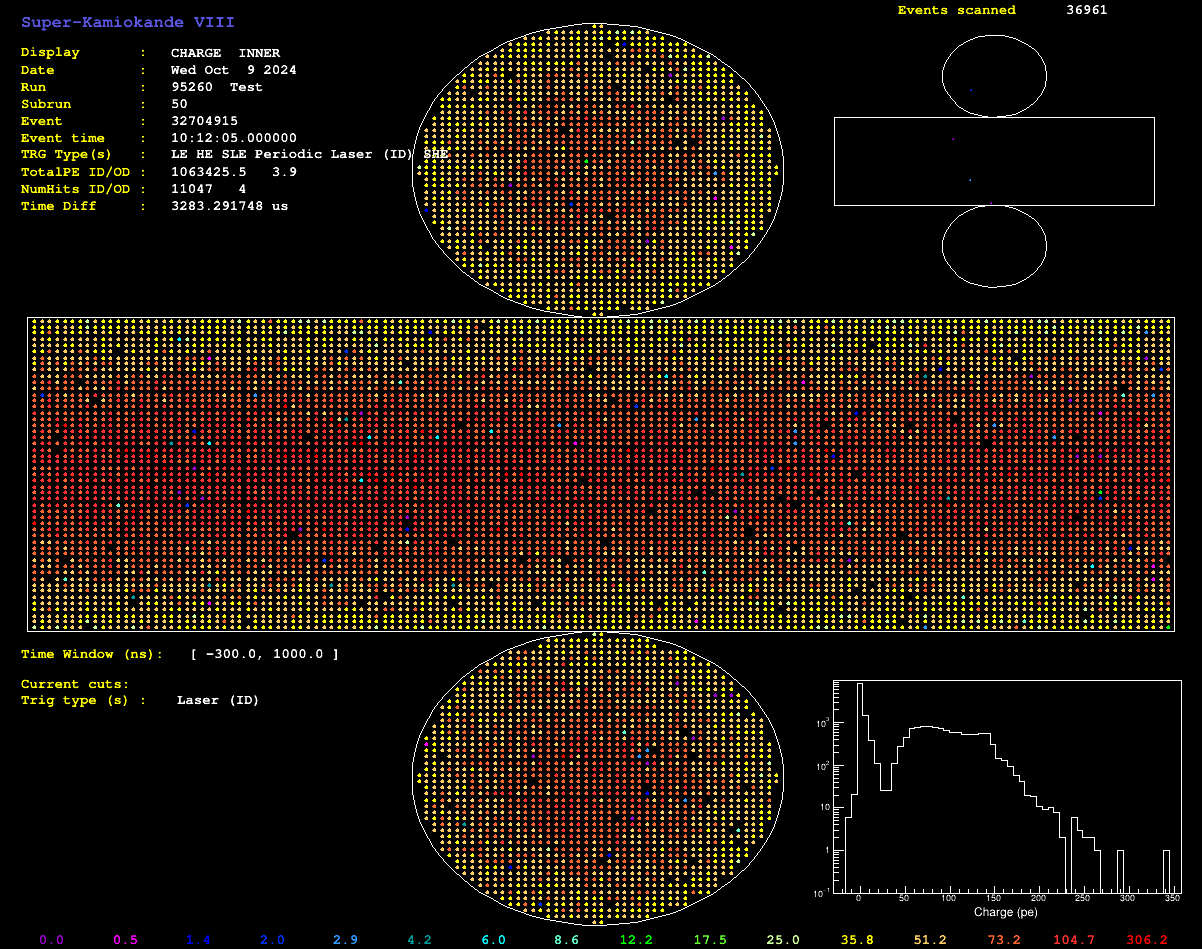 Super-Kamiokande VIII
Events scanned 36961
Display : CHARGE INNER
Date : Wed Oct 9 2024
Run : 95260 Test
Subrun : 50
Event : 32704915
Event time : 10:12:05.000000
TRG Type(s) : LE HE SLE Periodic Laser (ID) SHE
TotalPE ID/OD : 1063425.5 3.9
NumHits ID/OD : 11047 4
Time Diff : 3283.291748 us
Time Window (ns): [ -300.0, 1000.0 ]
Current cuts:
Trig type (s) : Laser (ID)
10³
10²
10
1
10⁻¹
0 50 100 150 200 250 300 350
Charge (pe)
0.0 0.5 1.4 2.0 2.9 4.2 6.0 8.6 12.2 17.5 25.0 35.8 51.2 73.2 104.7 306.2